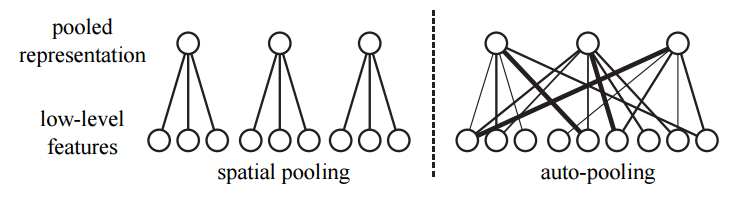 pooled
representation
low-level
features
spatial pooling
auto-pooling